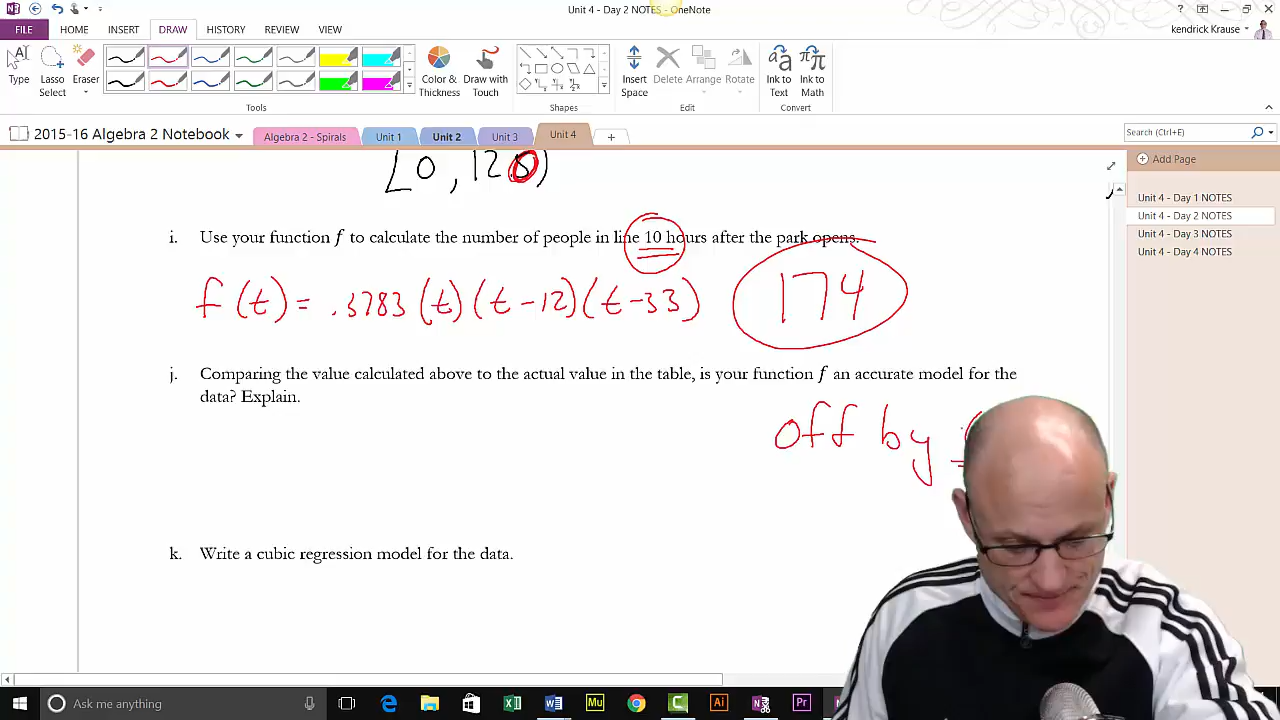 Unit 4 - Day 2 NOTES - OneNote
FILE HOME INSERT DRAW HISTORY REVIEW VIEW
kendrick Krause
Type Lasso Select Eraser Color & Thickness Draw with Touch Insert Space Delete Arrange Rotate Ink to Text Ink to Math
Tools Shapes Edit Convert
2015-16 Algebra 2 Notebook Algebra 2 - Spirals Unit 1 Unit 2 Unit 3 Unit 4 Search (Ctrl+E)
Add Page
Unit 4 - Day 1 NOTES
Unit 4 - Day 2 NOTES
Unit 4 - Day 3 NOTES
Unit 4 - Day 4 NOTES
i. Use your function f to calculate the number of people in line 10 hours after the park opens.
f(t) = .3783(t)(t-12)(t-33) 174
j. Comparing the value calculated above to the actual value in the table, is your function f an accurate model for the
data? Explain.
off by
k. Write a cubic regression model for the data.
Ask me anything